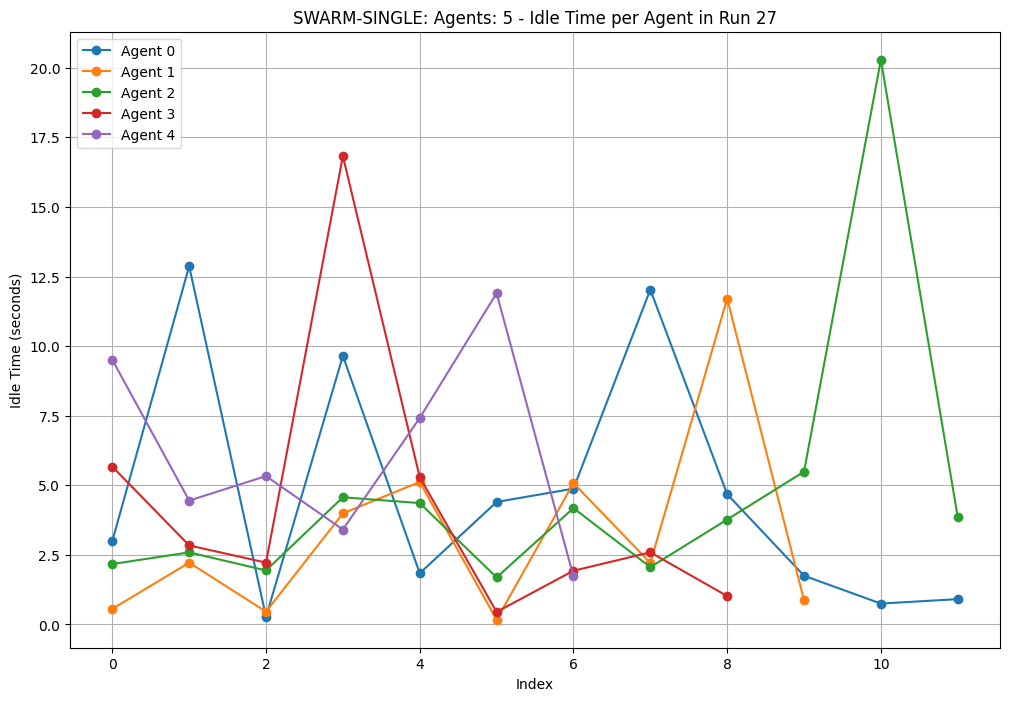 SWARM-SINGLE: Agents: 5 - Idle Time per Agent in Run 27
Agent 0
Agent 1
Agent 2
Agent 3
Agent 4
Idle Time (seconds)
20.0
17.5
15.0
12.5
10.0
7.5
5.0
2.5
0.0
0 2 4 6 8 10
Index